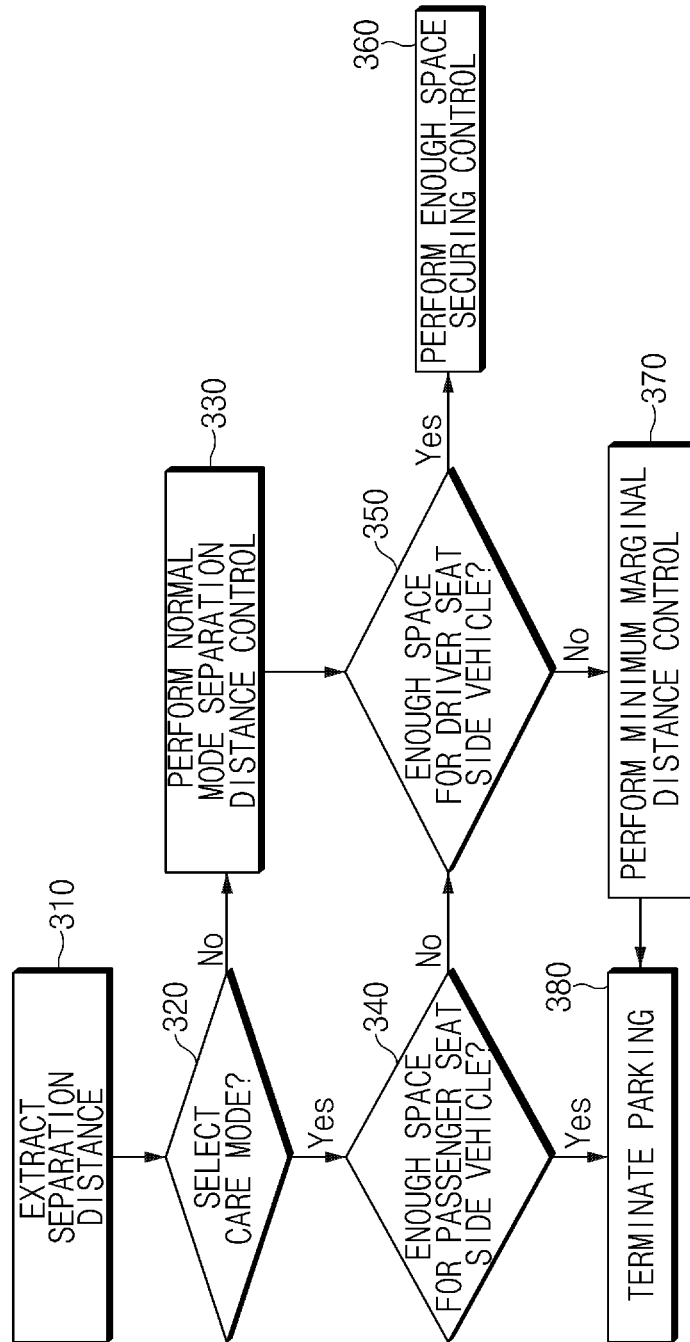 EXTRACT
SEPARATION
DISTANCE
310
SELECT
CARE MODE?
320
No
Yes
PERFORM NORMAL
MODE SEPARATION
DISTANCE CONTROL
330
ENOUGH SPACE
FOR PASSENGER SEAT
SIDE VEHICLE?
340
No
Yes
ENOUGH SPACE
FOR DRIVER SEAT
SIDE VEHICLE?
350
Yes
No
PERFORM ENOUGH SPACE
SECURING CONTROL
360
TERMINATE PARKING
380
PERFORM MINIMUM MARGINAL
DISTANCE CONTROL
370